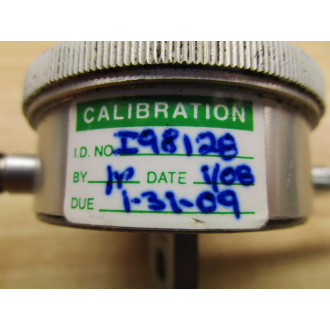 CALIBRATION
I.D. NO. I98128
BY JP DATE 1/08
DUE 1-31-09